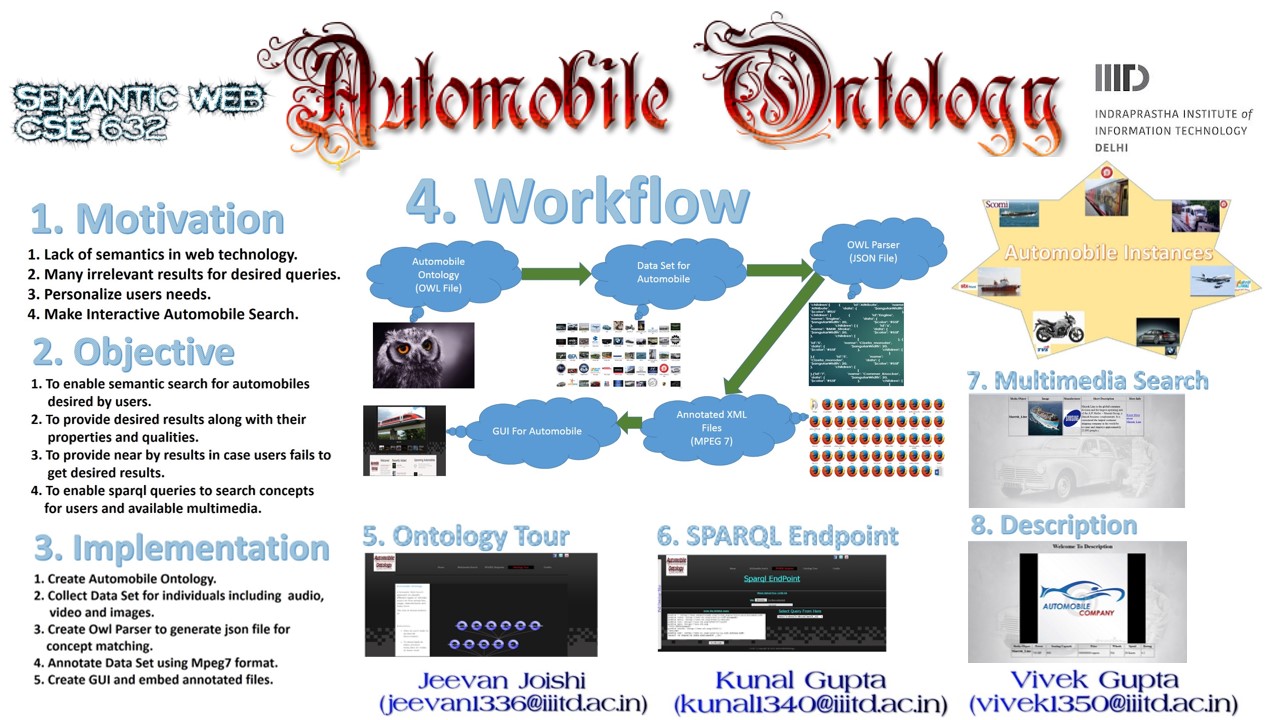 SEMANTIC WEB
CSE 632
Automobile Ontology
IIITD
INDRAPRASTHA INSTITUTE of
INFORMATION TECHNOLOGY
DELHI
1. Motivation
1. Lack of semantics in web technology.
2. Many irrelevant results for desired queries.
3. Personalize users needs.
4. Make Interactive Automobile Search.
2. Objective
1. To enable semantic search for automobiles
desired by users.
2. To provide desired results along with their
properties and qualities.
3. To provide near by results in case users fails to
get desired results.
4. To enable sparql queries to search concepts
for users and available multimedia.
3. Implementation
1. Create Automobile Ontology.
2. Collect Data Set for individuals including audio,
video and images.
3. Create Owl Parser to generate json file for
concept matching.
4. Annotate Data Set using Mpeg7 format.
5. Create GUI and embed annotated files.
4. Workflow
Automobile
Ontology
(OWL File)
Data Set for
Automobile
OWL Parser
(JSON File)
GUI For Automobile
Annotated XML
Files
(MPEG 7)
5. Ontology Tour
6. SPARQL Endpoint
Sparql EndPoint
Select Query From Here
Scomi
Automobile Instances
TVS
7. Multimedia Search
8. Description
Welcome To Description
AUTOMOBILE
COMPANY
Jeevan Joishi
(jeevan1336@iiitd.ac.in)
Kunal Gupta
(kunal1340@iiitd.ac.in)
Vivek Gupta
(vivek1350@iiitd.ac.in)